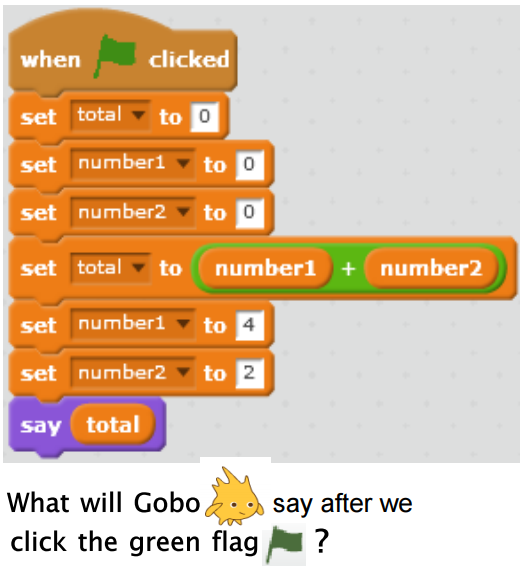 when clicked
set total to 0
set number1 to 0
set number2 to 0
set total to number1 + number2
set number1 to 4
set number2 to 2
say total
What will Gobo say after we
click the green flag ?